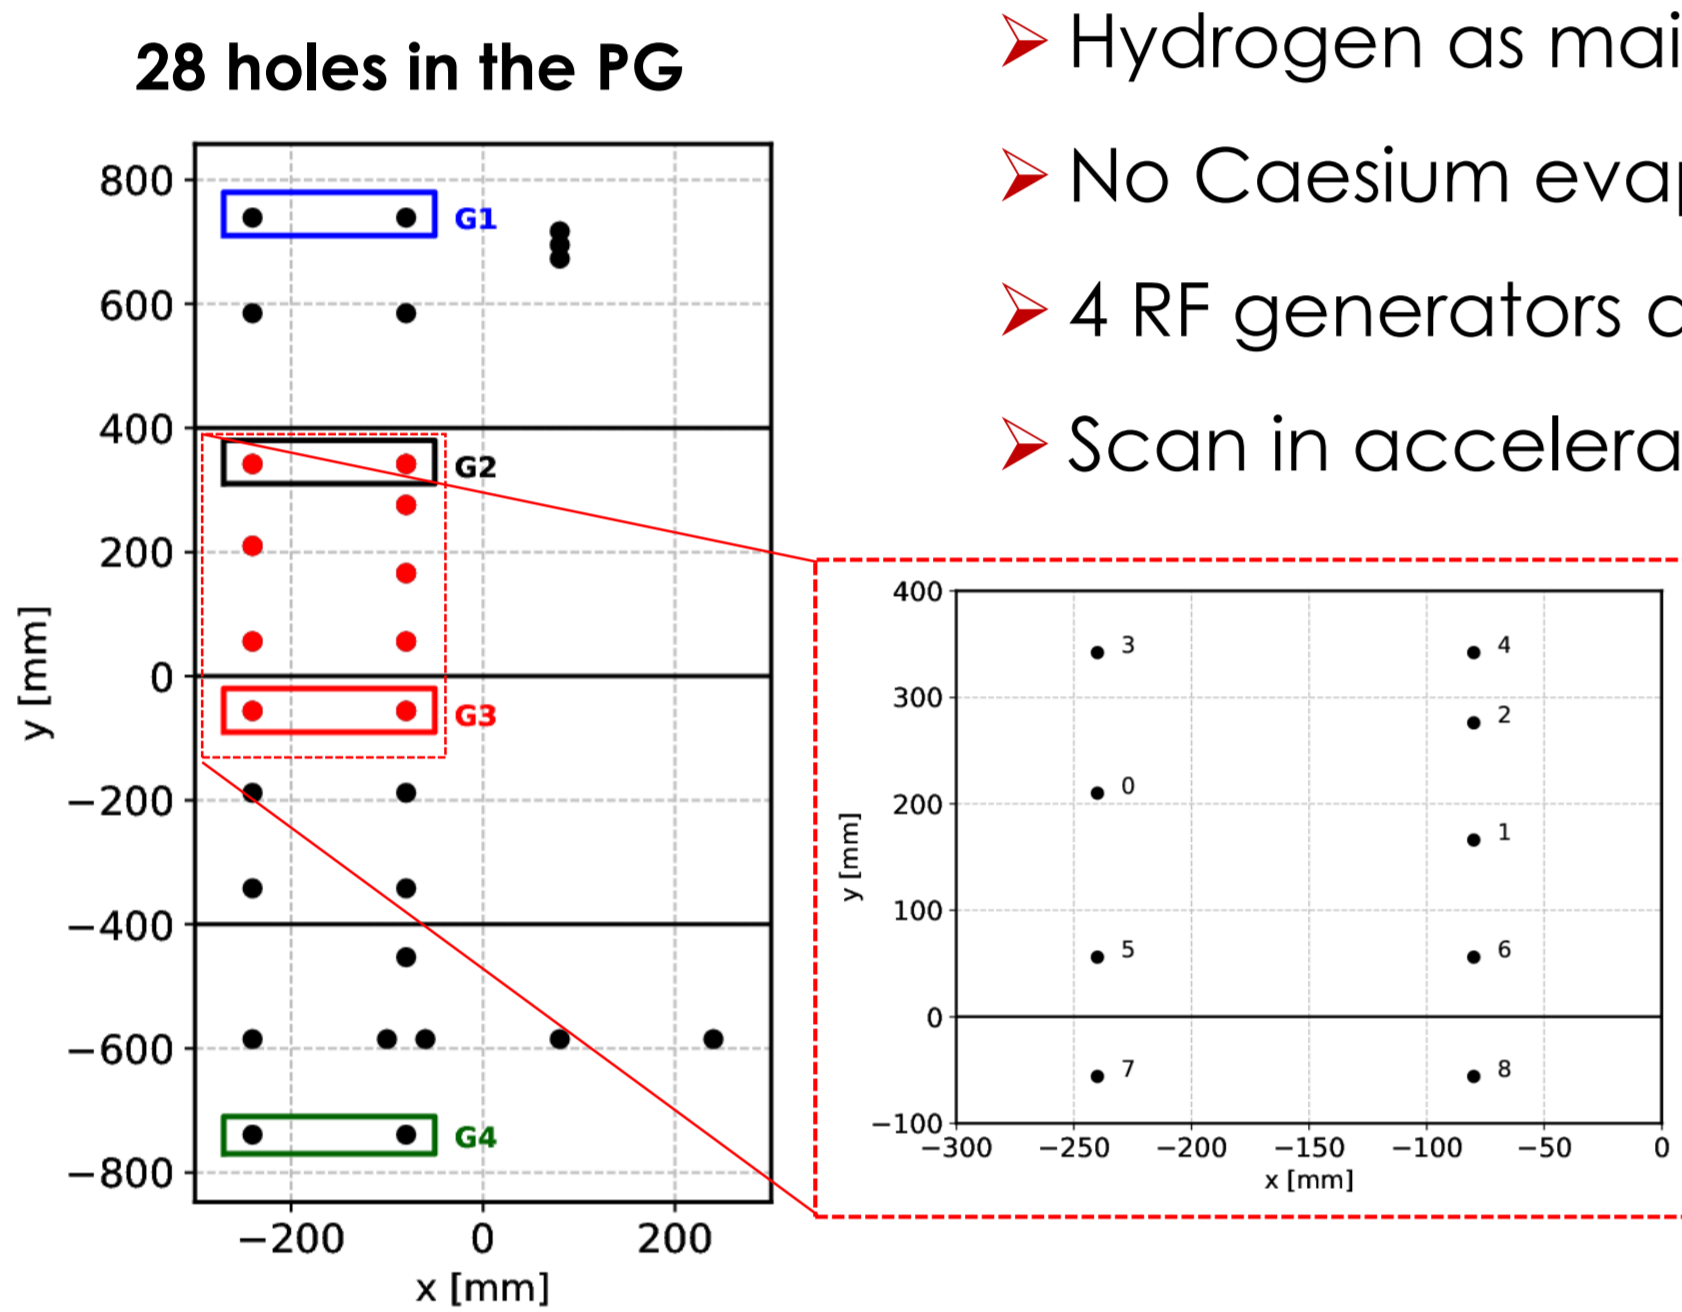 28 holes in the PG
800
600
400
200
0
−200
−400
−600
−800
y [mm]
−200 0 200
x [mm]
G1
G2
G3
G4
Hydrogen as mai
No Caesium evap
4 RF generators
Scan in accelera
400
300
200
100
0
−100
y [mm]
−300 −250 −200 −150 −100 −50 0
x [mm]
3 4
2
0
1
5 6
7 8